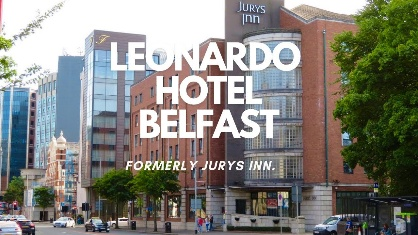 JURYS
INN
LEONARDO
HOTEL
BELFAST
FORMERLY JURYS INN.